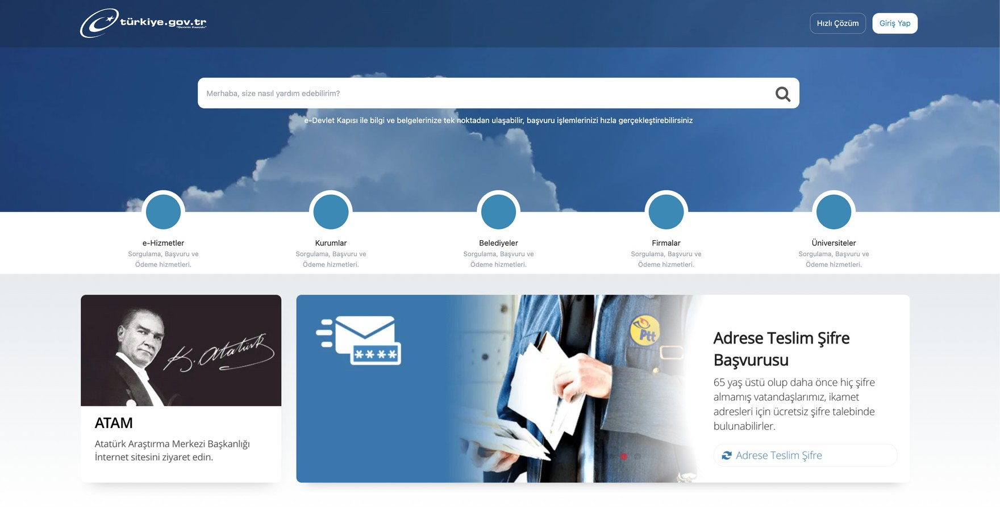 türkiye.gov.tr
"Devletin Kısayolu"
Hızlı Çözüm
Giriş Yap
Merhaba, size nasıl yardım edebilirim?
e-Devlet Kapısı ile bilgi ve belgelerinize tek noktadan ulaşabilir, başvuru işlemlerinizi hızla gerçekleştirebilirsiniz
e-Hizmetler
Sorgulama, Başvuru ve
Ödeme hizmetleri.
Kurumlar
Sorgulama, Başvuru ve
Ödeme hizmetleri.
Belediyeler
Sorgulama, Başvuru ve
Ödeme hizmetleri.
Firmalar
Sorgulama, Başvuru ve
Ödeme hizmetleri.
Üniversiteler
Sorgulama, Başvuru ve
Ödeme hizmetleri.
K. Atatürk
ATAM
Atatürk Araştırma Merkezi Başkanlığı
İnternet sitesini ziyaret edin.
****
Ptt
Adrese Teslim Şifre
Başvurusu
65 yaş üstü olup daha önce hiç şifre
almamış vatandaşlarımız, ikamet
adresleri için ücretsiz şifre talebinde
bulunabilirler.
Adrese Teslim Şifre